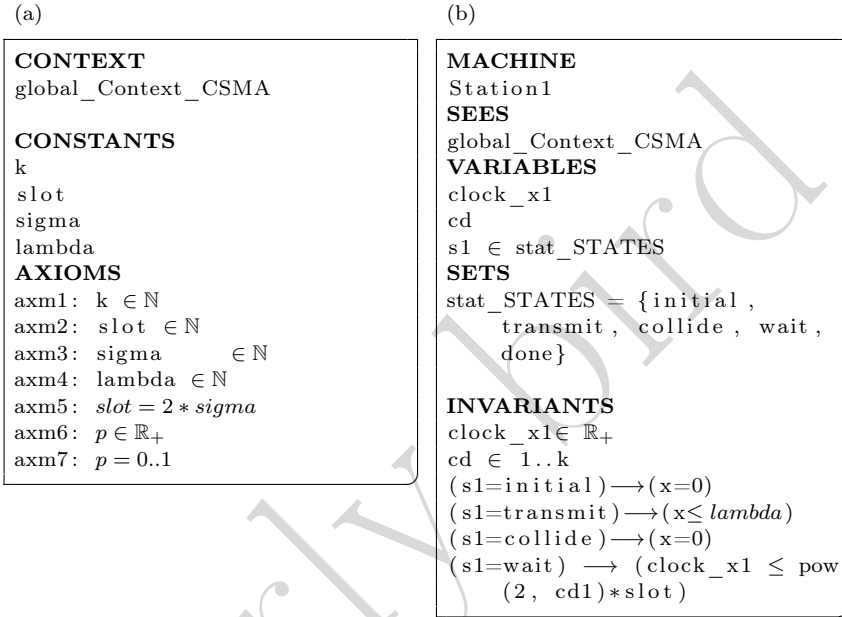 (a)
CONTEXT
global_Context_CSMA
CONSTANTS
k
slot
sigma
lambda
AXIOMS
axm1: k ∈ ℕ
axm2: slot ∈ ℕ
axm3: sigma ∈ ℕ
axm4: lambda ∈ ℕ
axm5: slot = 2 * sigma
axm6: p ∈ ℝ+
axm7: p = 0..1
(b)
MACHINE
Station1
SEES
global_Context_CSMA
VARIABLES
clock_x1
cd
s1 ∈ stat_STATES
SETS
stat_STATES = {initial,
transmit, collide, wait,
done}
INVARIANTS
clock_x1∈ ℝ+
cd ∈ 1..k
(s1=initial)⟶(x=0)
(s1=transmit)⟶(x≤ lambda)
(s1=collide)⟶(x=0)
(s1=wait) ⟶ (clock_x1 ≤ pow
(2, cd1)*slot)
rly bird